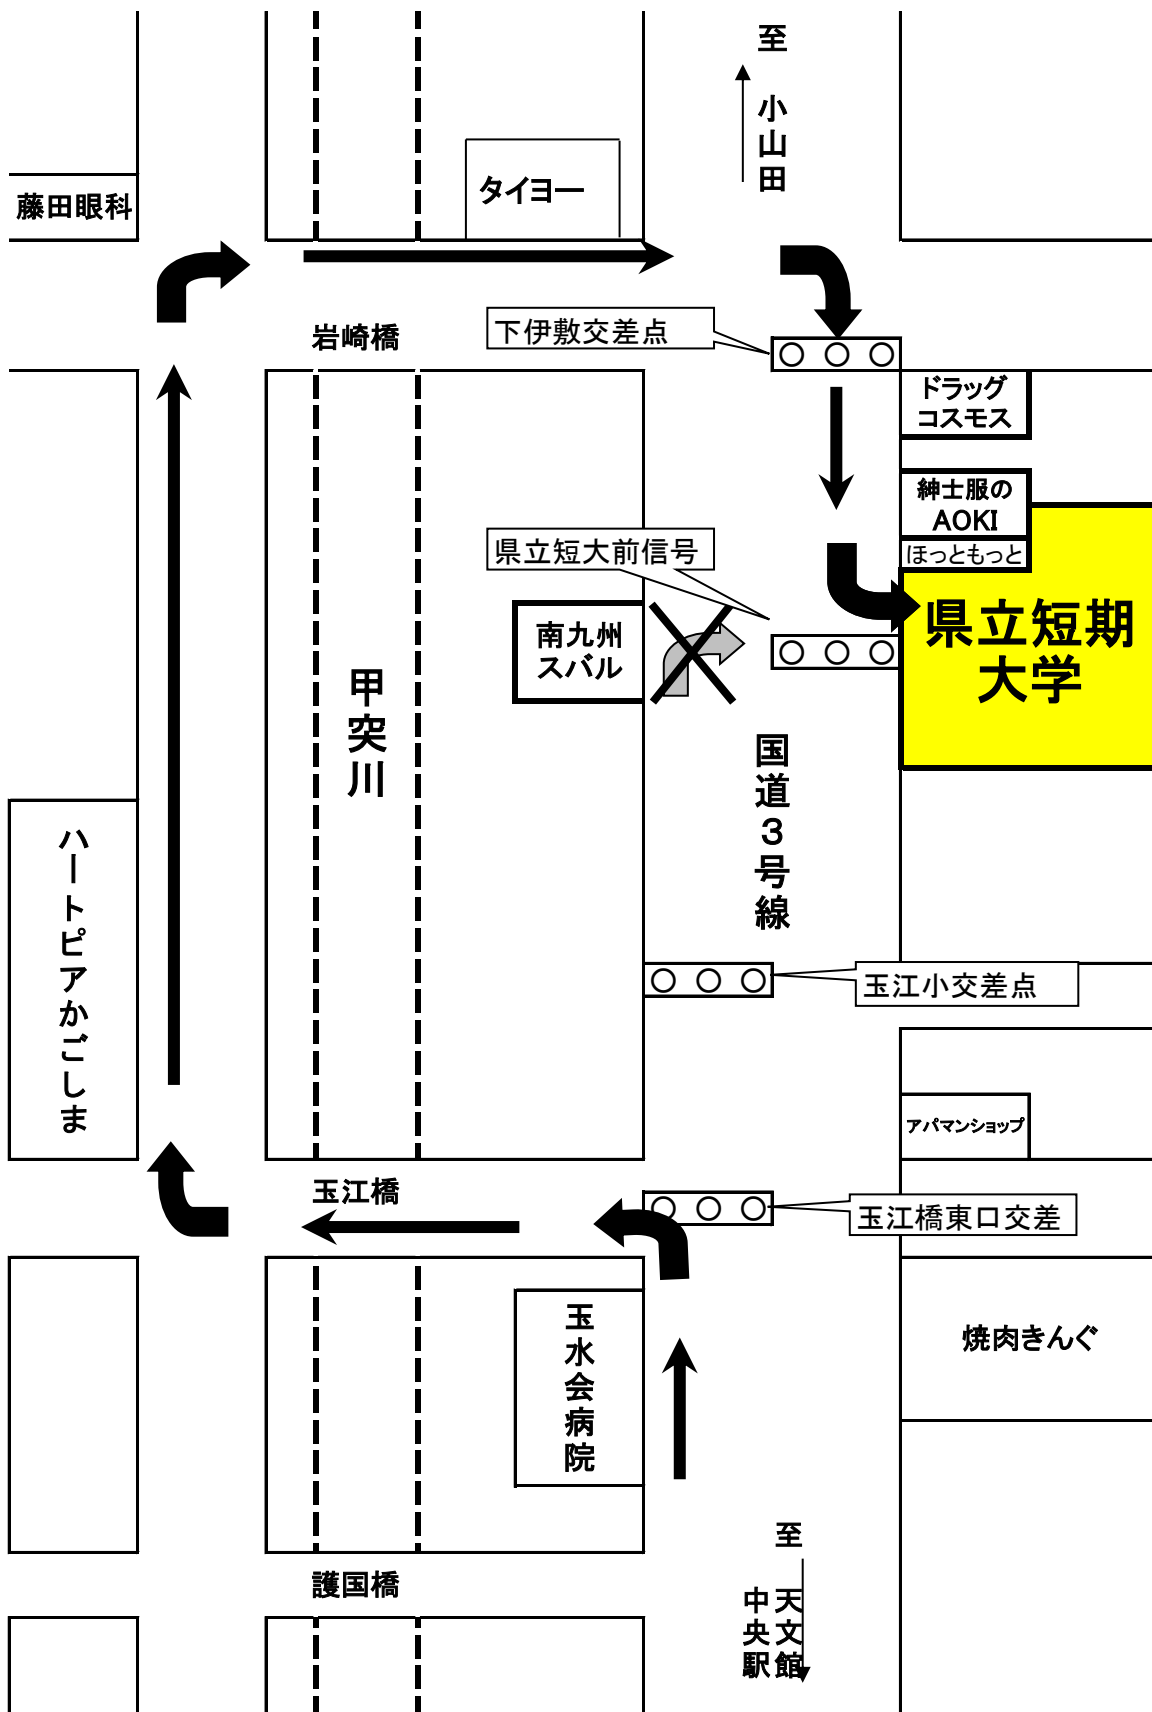 至 小山田
タイヨー
藤田眼科
岩崎橋
下伊敷交差点
ドラッグ
コスモス
紳士服の
AOKI
ほっともっと
県立短大前信号
県立短期
大学
南九州
スバル
甲突川
国道3号線
ハートピアかごしま
玉江小交差点
アパマンショップ
玉江橋
玉江橋東口交差
玉水会病院
焼肉きんぐ
護国橋
至
天文館
中央駅